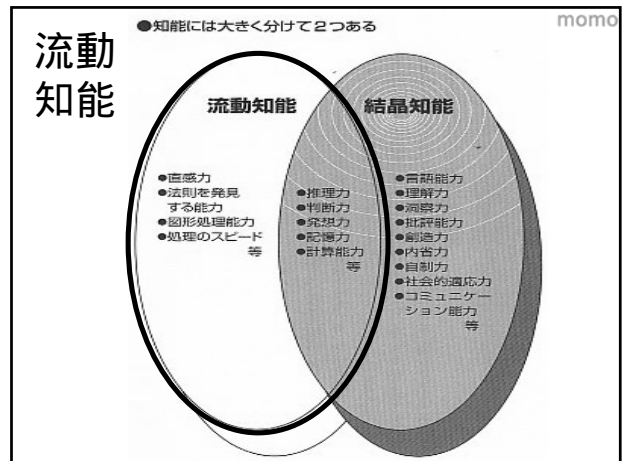 ●知能には大きく分けて2つある
momo
流動
知能
流動知能
●直感力
●法則を発見
する能力
●図形処理能力
●処理のスピード
等
●推理力
●判断力
●発想力
●記憶力
●計算能力
等
結晶知能
●言語能力
●理解力
●洞察力
●批評能力
●創造力
●内省力
●自制力
●社会的適応力
●コミュニケー
ション能力
等